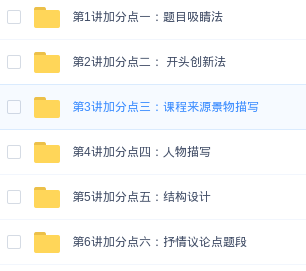 第1讲加分点一：题目吸睛法
第2讲加分点二： 开头创新法
第3讲加分点三：课程来源景物描写
第4讲加分点四：人物描写
第5讲加分点五：结构设计
第6讲加分点六：抒情议论点题段